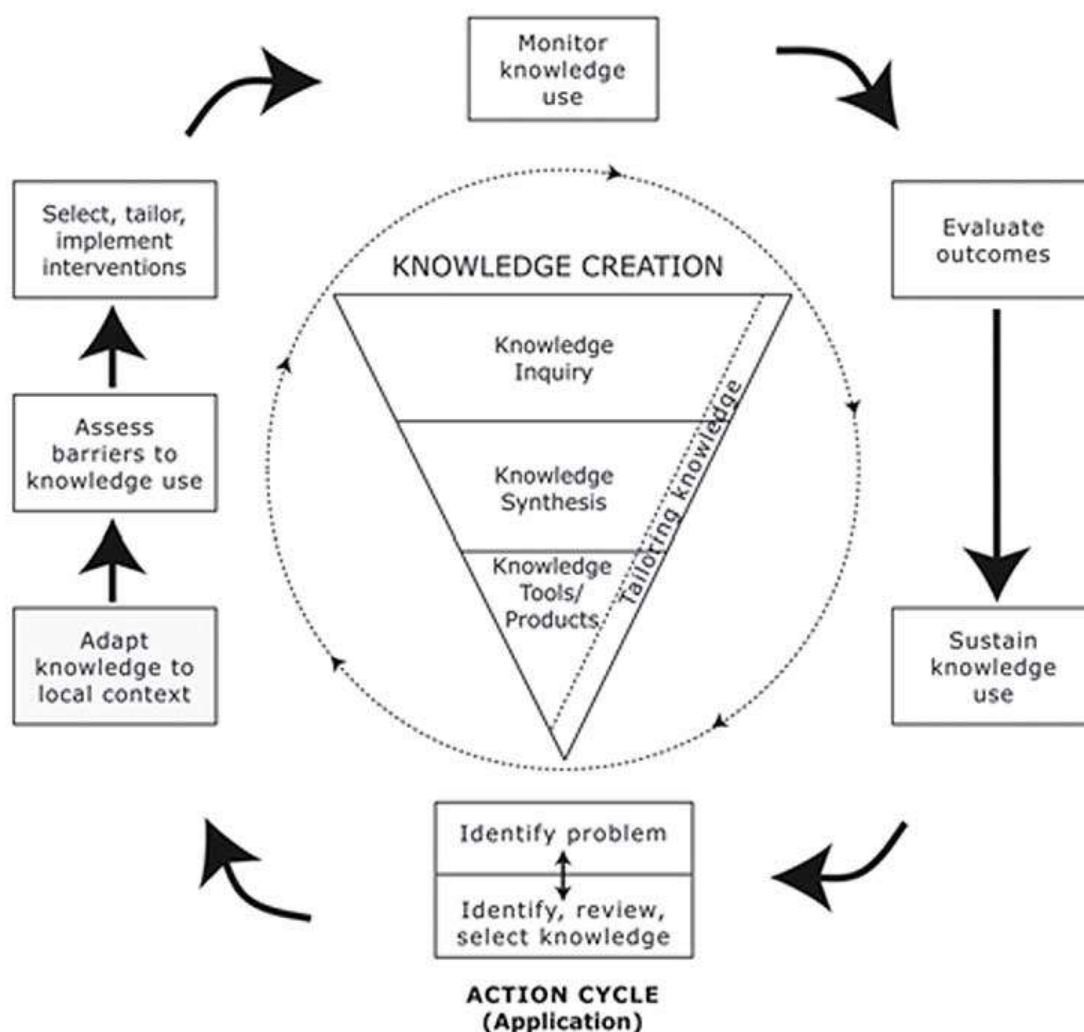 Monitor
knowledge
use
Select, tailor,
implement
interventions
Evaluate
outcomes
KNOWLEDGE CREATION
Knowledge
Inquiry
Assess
barriers to
knowledge use
Knowledge
Synthesis
Tailoring knowledge
Knowledge
Tools/
Products
Adapt
knowledge to
local context
Sustain
knowledge
use
Identify problem
Identify, review,
select knowledge
ACTION CYCLE
(Application)